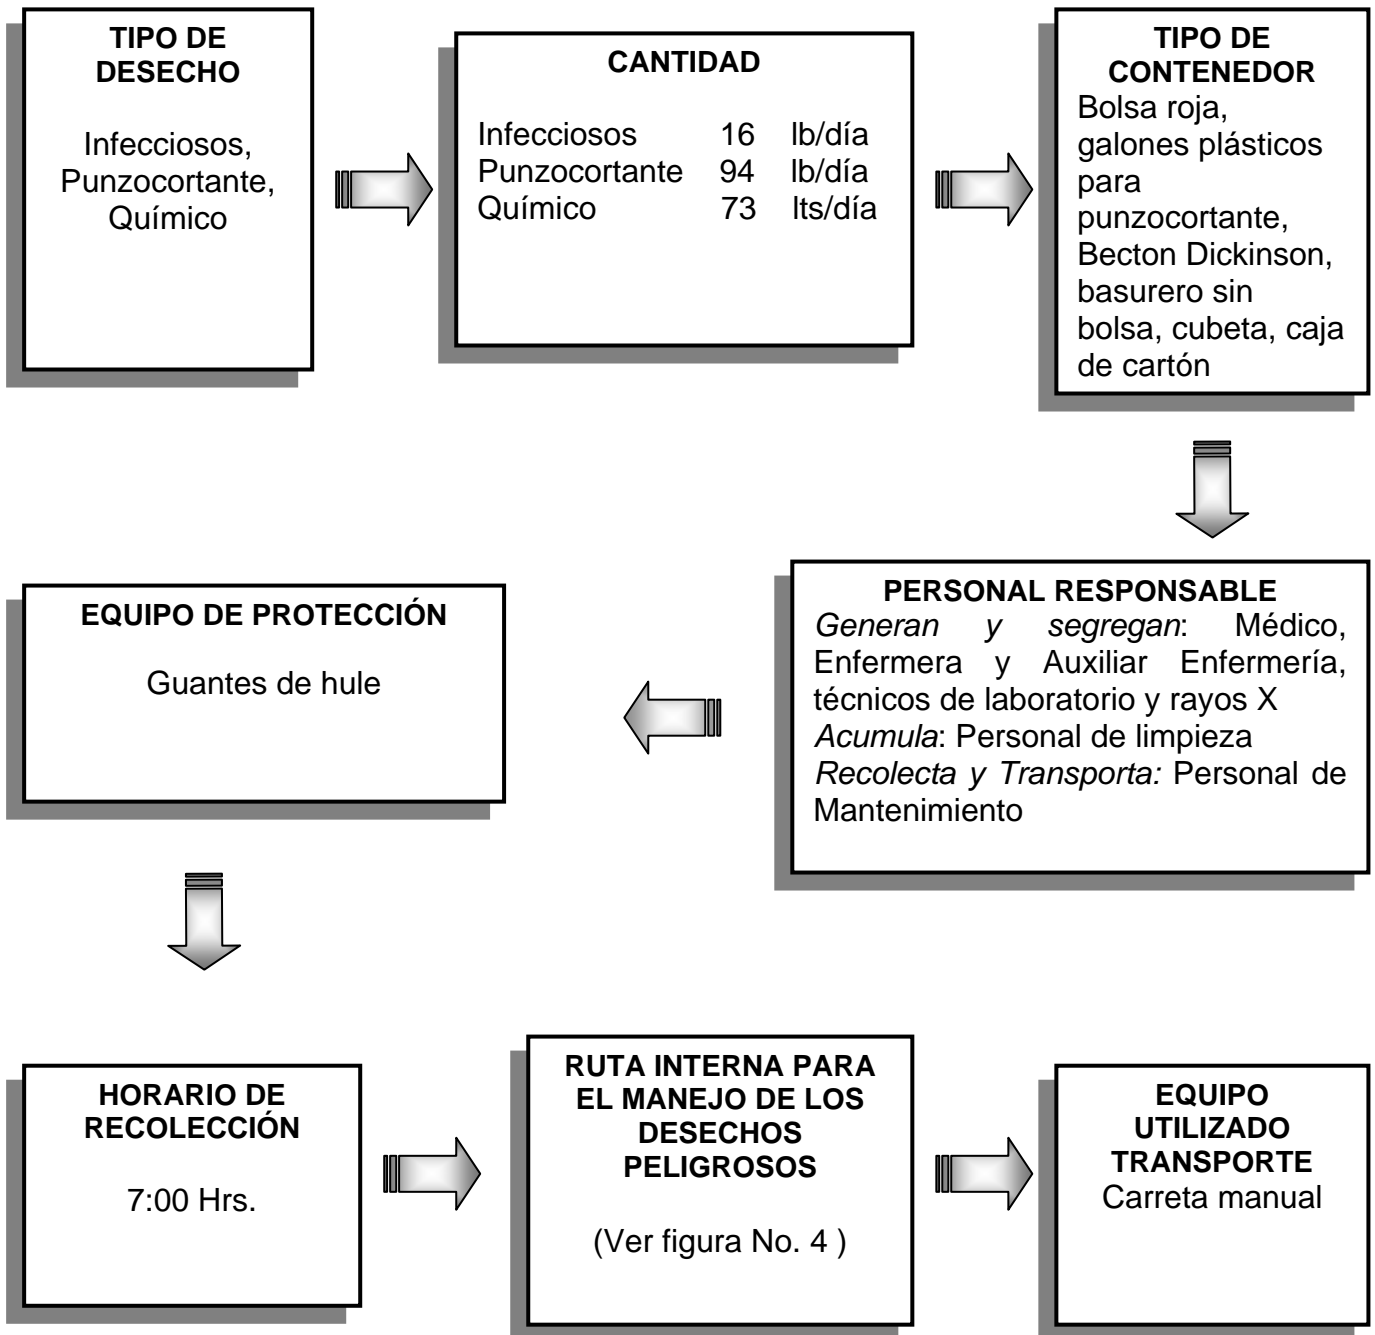 TIPO DE
DESECHO
Infecciosos,
Punzocortante,
Químico
CANTIDAD
Infecciosos 16 lb/día
Punzocortante 94 lb/día
Químico 73 lts/día
TIPO DE
CONTENEDOR
Bolsa roja,
galones plásticos
para
punzocortante,
Becton Dickinson,
basurero sin
bolsa, cubeta, caja
de cartón
PERSONAL RESPONSABLE
Generan y segregan: Médico,
Enfermera y Auxiliar Enfermería,
técnicos de laboratorio y rayos X
Acumula: Personal de limpieza
Recolecta y Transporta: Personal de
Mantenimiento
EQUIPO DE PROTECCIÓN
Guantes de hule
HORARIO DE
RECOLECCIÓN
7:00 Hrs.
RUTA INTERNA PARA
EL MANEJO DE LOS
DESECHOS
PELIGROSOS
(Ver figura No. 4 )
EQUIPO
UTILIZADO
TRANSPORTE
Carreta manual